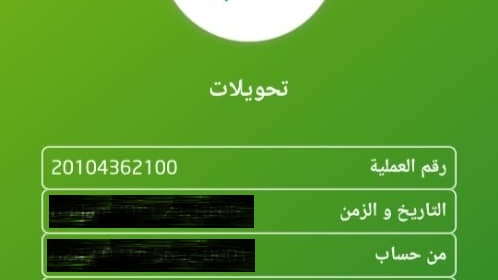 تحويلات
رقم العملية 20104362100
التاريخ و الزمن
من حساب